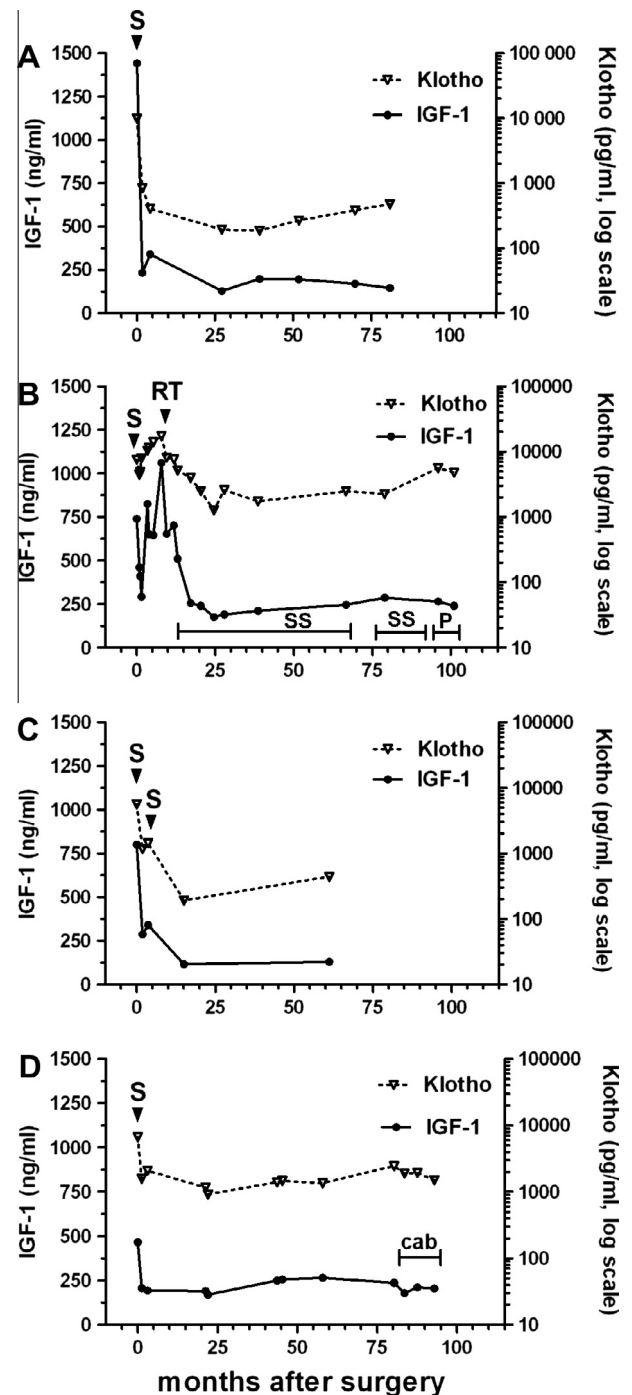 A
S
IGF-1 (ng/ml)
1500
1250
1000
750
500
250
0
Klotho
IGF-1
100 000
10 000
1 000
100
10
Klotho (pg/ml, log scale)
0 25 50 75 100
B
S
RT
IGF-1 (ng/ml)
1500
1250
1000
750
500
250
0
Klotho
IGF-1
SS
SS
P
100000
10000
1000
100
10
Klotho (pg/ml, log scale)
0 25 50 75 100
C
S
S
IGF-1 (ng/ml)
1500
1250
1000
750
500
250
0
Klotho
IGF-1
100000
10000
1000
100
10
Klotho (pg/ml, log scale)
0 25 50 75 100
D
S
IGF-1 (ng/ml)
1500
1250
1000
750
500
250
0
Klotho
IGF-1
cab
100000
10000
1000
100
10
Klotho (pg/ml, log scale)
0 25 50 75 100
months after surgery